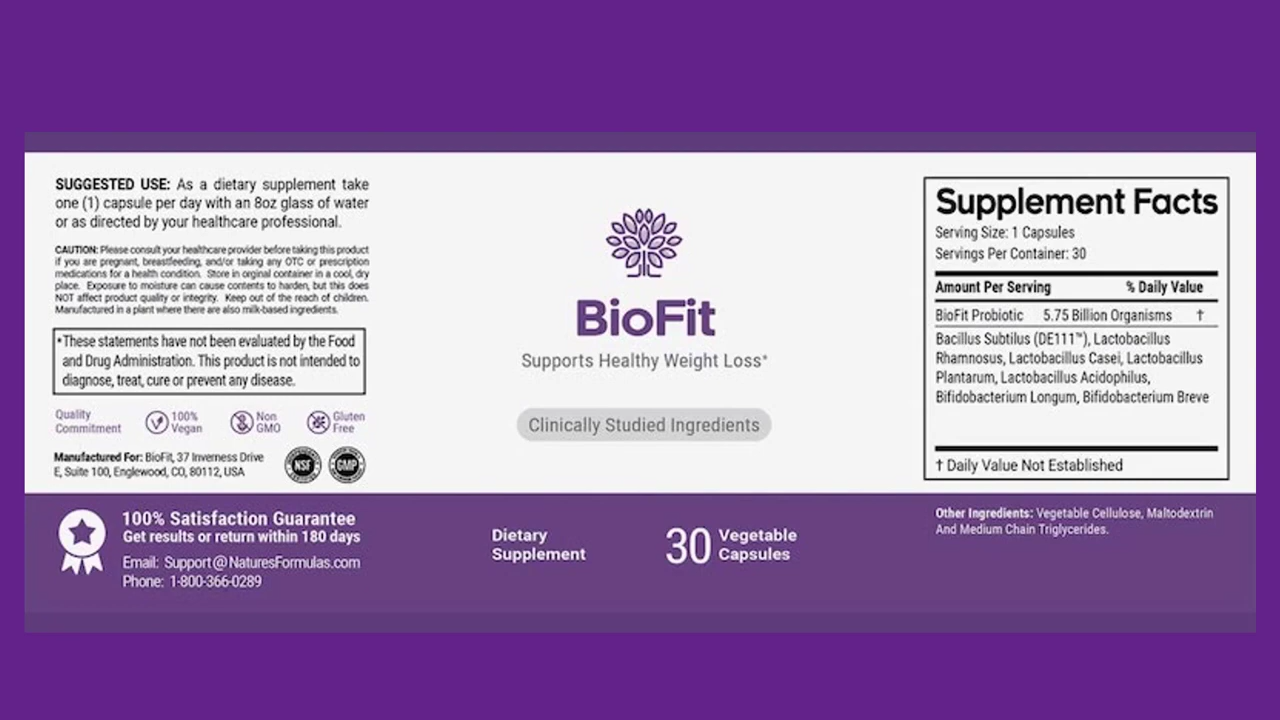 SUGGESTED USE: As a dietary supplement take
one (1) capsule per day with an 8oz glass of water
or as directed by your healthcare professional.
CAUTION: Please consult your healthcare provider before taking this product
if you are pregnant, breastfeeding, and/or taking any OTC or prescription
medications for a health condition. Store in orginal container in a cool, dry
place. Exposure to moisture can cause contents to harden, but this does
NOT affect product quality or integrity. Keep out of the reach of children.
Manufactured in a plant where there are also milk-based ingredients.
*These statements have not been evaluated by the Food
and Drug Administration. This product is not intended to
diagnose, treat, cure or prevent any disease.
Quality
Commitment
100%
Vegan
Non
GMO
Gluten
Free
Manufactured For: BioFit, 37 Inverness Drive
E, Suite 100, Englewood, CO, 80112, USA
NSF
GMP
100% Satisfaction Guarantee
Get results or return within 180 days
Email: Support@NaturesFormulas.com
Phone: 1-800-366-0289
BioFit
Supports Healthy Weight Loss*
Clinically Studied Ingredients
Dietary
Supplement
30 Vegetable
Capsules
Supplement Facts
Serving Size: 1 Capsules
Servings Per Container: 30
Amount Per Serving % Daily Value
BioFit Probiotic 5.75 Billion Organisms †
Bacillus Subtilus (DE111™), Lactobacillus
Rhamnosus, Lactobacillus Casei, Lactobacillus
Plantarum, Lactobacillus Acidophilus,
Bifidobacterium Longum, Bifidobacterium Breve
† Daily Value Not Established
Other Ingredients: Vegetable Cellulose, Maltodextrin
And Medium Chain Triglycerides.